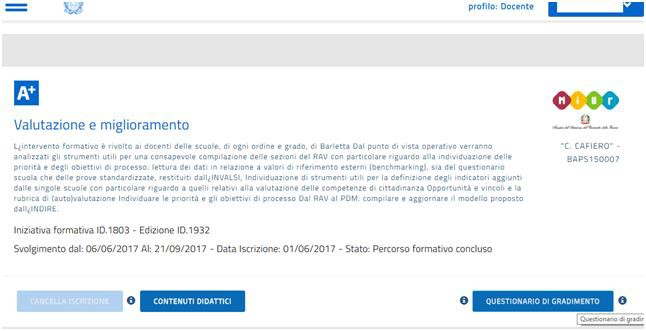 profilo: Docente
A+
Valutazione e miglioramento
L¿intervento formativo è rivolto ai docenti delle scuole, di ogni ordine e grado, di Barletta Dal punto di vista operativo verranno
analizzati gli strumenti utili per una consapevole compilazione delle sezioni del RAV con particolare riguardo alla individuazione delle
priorità e degli obiettivi di processo: lettura dei dati in relazione a valori di riferimento esterni (benchmarking), sia del questionario
scuola che delle prove standardizzate, restituiti dall¿INVALSI, Individuazione di strumenti utili per la definizione degli indicatori aggiunti
dalle singole scuole con particolare riguardo a quelli relativi alla valutazione delle competenze di cittadinanza Opportunità e vincoli e la
rubrica di (auto)valutazione Individuare le priorità e gli obiettivi di processo Dal RAV al PDM: compilare e aggiornare il modello proposto
dall¿INDIRE.
MIUR
"C. CAFIERO" -
BAPS150007
Iniziativa formativa ID.1803 - Edizione ID.1932
Svolgimento dal: 06/06/2017 Al: 21/09/2017 - Data Iscrizione: 01/06/2017 - Stato: Percorso formativo concluso
CANCELLA ISCRIZIONE
CONTENUTI DIDATTICI
QUESTIONARIO DI GRADIMENTO
Questionario di gradi